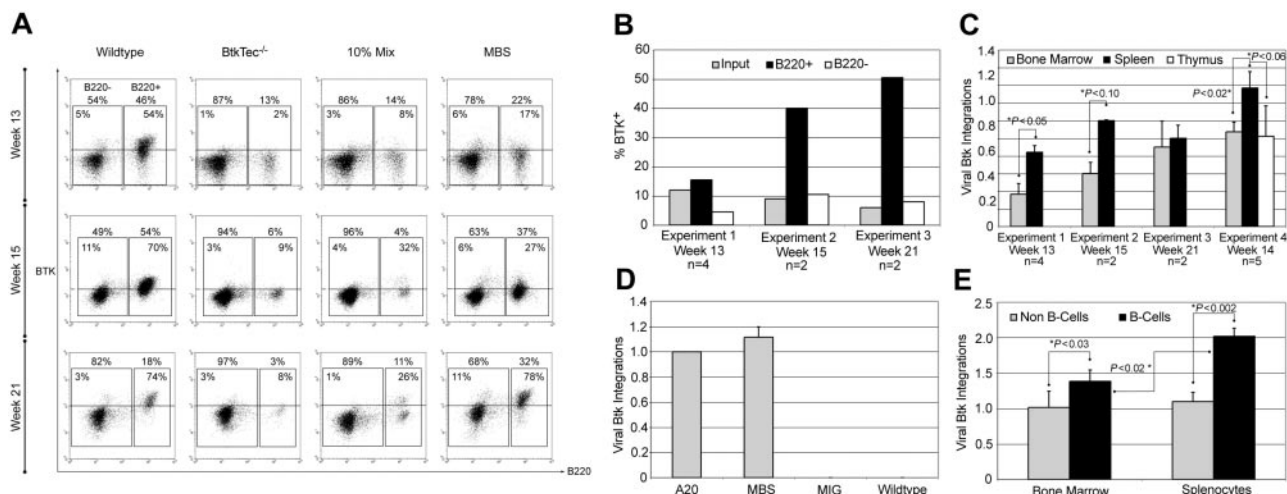 A
Wildtype BtkTec-/- 10% Mix MBS
Week 13
B220- B220+
54% 46%
5% 54%
87% 13%
1% 2%
86% 14%
3% 8%
78% 22%
6% 17%
Week 15
49% 54%
11% 70%
94% 6%
3% 9%
96% 4%
4% 32%
63% 37%
6% 27%
BTK
Week 21
82% 18%
3% 74%
97% 3%
3% 8%
89% 11%
1% 26%
68% 32%
11% 78%
B220
B
% BTK+
60
50
40
30
20
10
0
Input B220+ B220-
Experiment 1 Experiment 2 Experiment 3
Week 13 Week 15 Week 21
n=4 n=2 n=2
C
Viral Btk Integrations
1.4
1.2
1.0
0.8
0.6
0.4
0.2
0
Bone Marrow Spleen Thymus
*P<0.05
*P<0.10
P<0.02*
*P<0.06
Experiment 1 Experiment 2 Experiment 3 Experiment 4
Week 13 Week 15 Week 21 Week 14
n=4 n=2 n=2 n=5
D
Viral Btk Integrations
1.4
1.2
1.0
0.8
0.6
0.4
0.2
0
A20 MBS MIG Wildtype
E
Viral Btk Integrations
2.5
2.0
1.5
1.0
0.5
0
Non B-Cells B-Cells
*P<0.03
P<0.02 *
*P<0.002
Bone Marrow Splenocytes